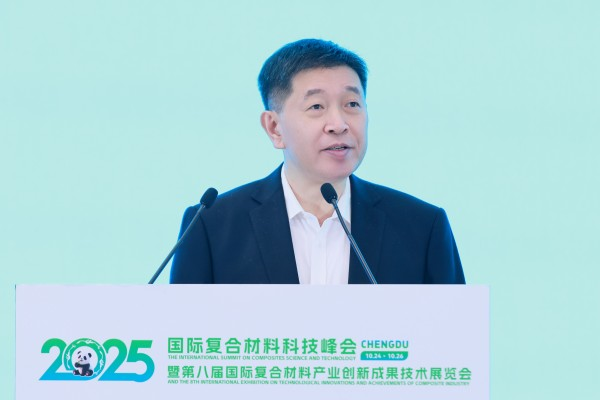 2025
国际复合材料科技峰会 CHENGDU
THE INTERNATIONAL SUMMIT ON COMPOSITES SCIENCE AND TECHNOLOGY 10.24 - 10.26
暨第八届国际复合材料产业创新成果技术展览会
AND THE 8TH INTERNATIONAL EXHIBITION ON TECHNOLOGICAL INNOVATIONS AND ACHIEVEMENTS OF COMPOSITE INDUSTRY